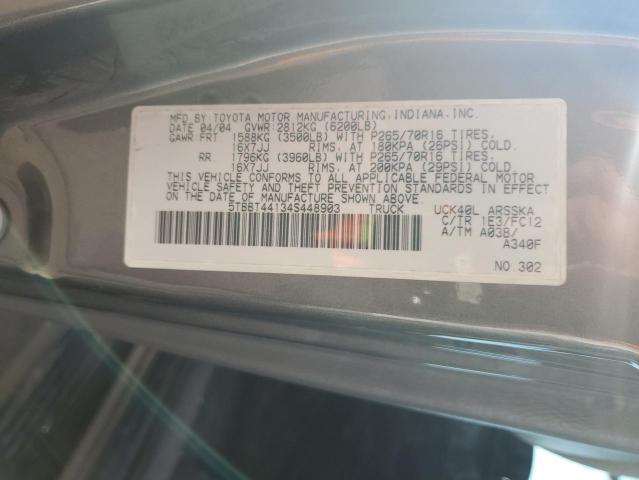 MFD.BY:TOYOTA MOTOR MANUFACTURING,INDIANA,INC.
DATE 04/04 GVWR:2812KG (6200LB)
GAWR FRT 1588KG (3500LB) WITH P265/70R16 TIRES.
16X7JJ RIMS, AT 180KPA (26PSI) COLD.
RR. 1796KG (3960LB) WITH P265/70R16 TIRES.
16X7JJ RIMS, AT 200KPA (29PSI) COLD
THIS VEHICLE CONFORMS TO ALL APPLICABLE FEDERAL MOTOR
VEHICLE SAFETY AND THEFT PREVENTION STANDARDS IN EFFECT
ON THE DATE OF MANUFACTURE SHOWN ABOVE.
5TBBT44134S448903 TRUCK UCK40L ARSSKA
C/TR 1E3/FC12
A/TM A03B/
A340F
NO.302